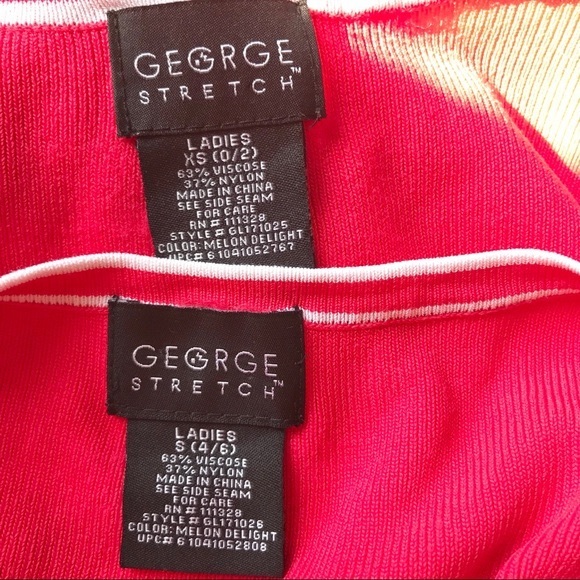 GEORGE
STRETCH™
LADIES
XS (0/2)
63% VISCOSE
37% NYLON
MADE IN CHINA
SEE SIDE SEAM
FOR CARE
RN# 111328
STYLE# GL171025
COLOR: MELON DELIGHT
UPC# 61041052767
GEORGE
STRETCH™
LADIES
S (4/6)
63% VISCOSE
37% NYLON
MADE IN CHINA
SEE SIDE SEAM
FOR CARE
RN# 111328
STYLE# GL171026
COLOR: MELON DELIGHT
UPC# 61041052808